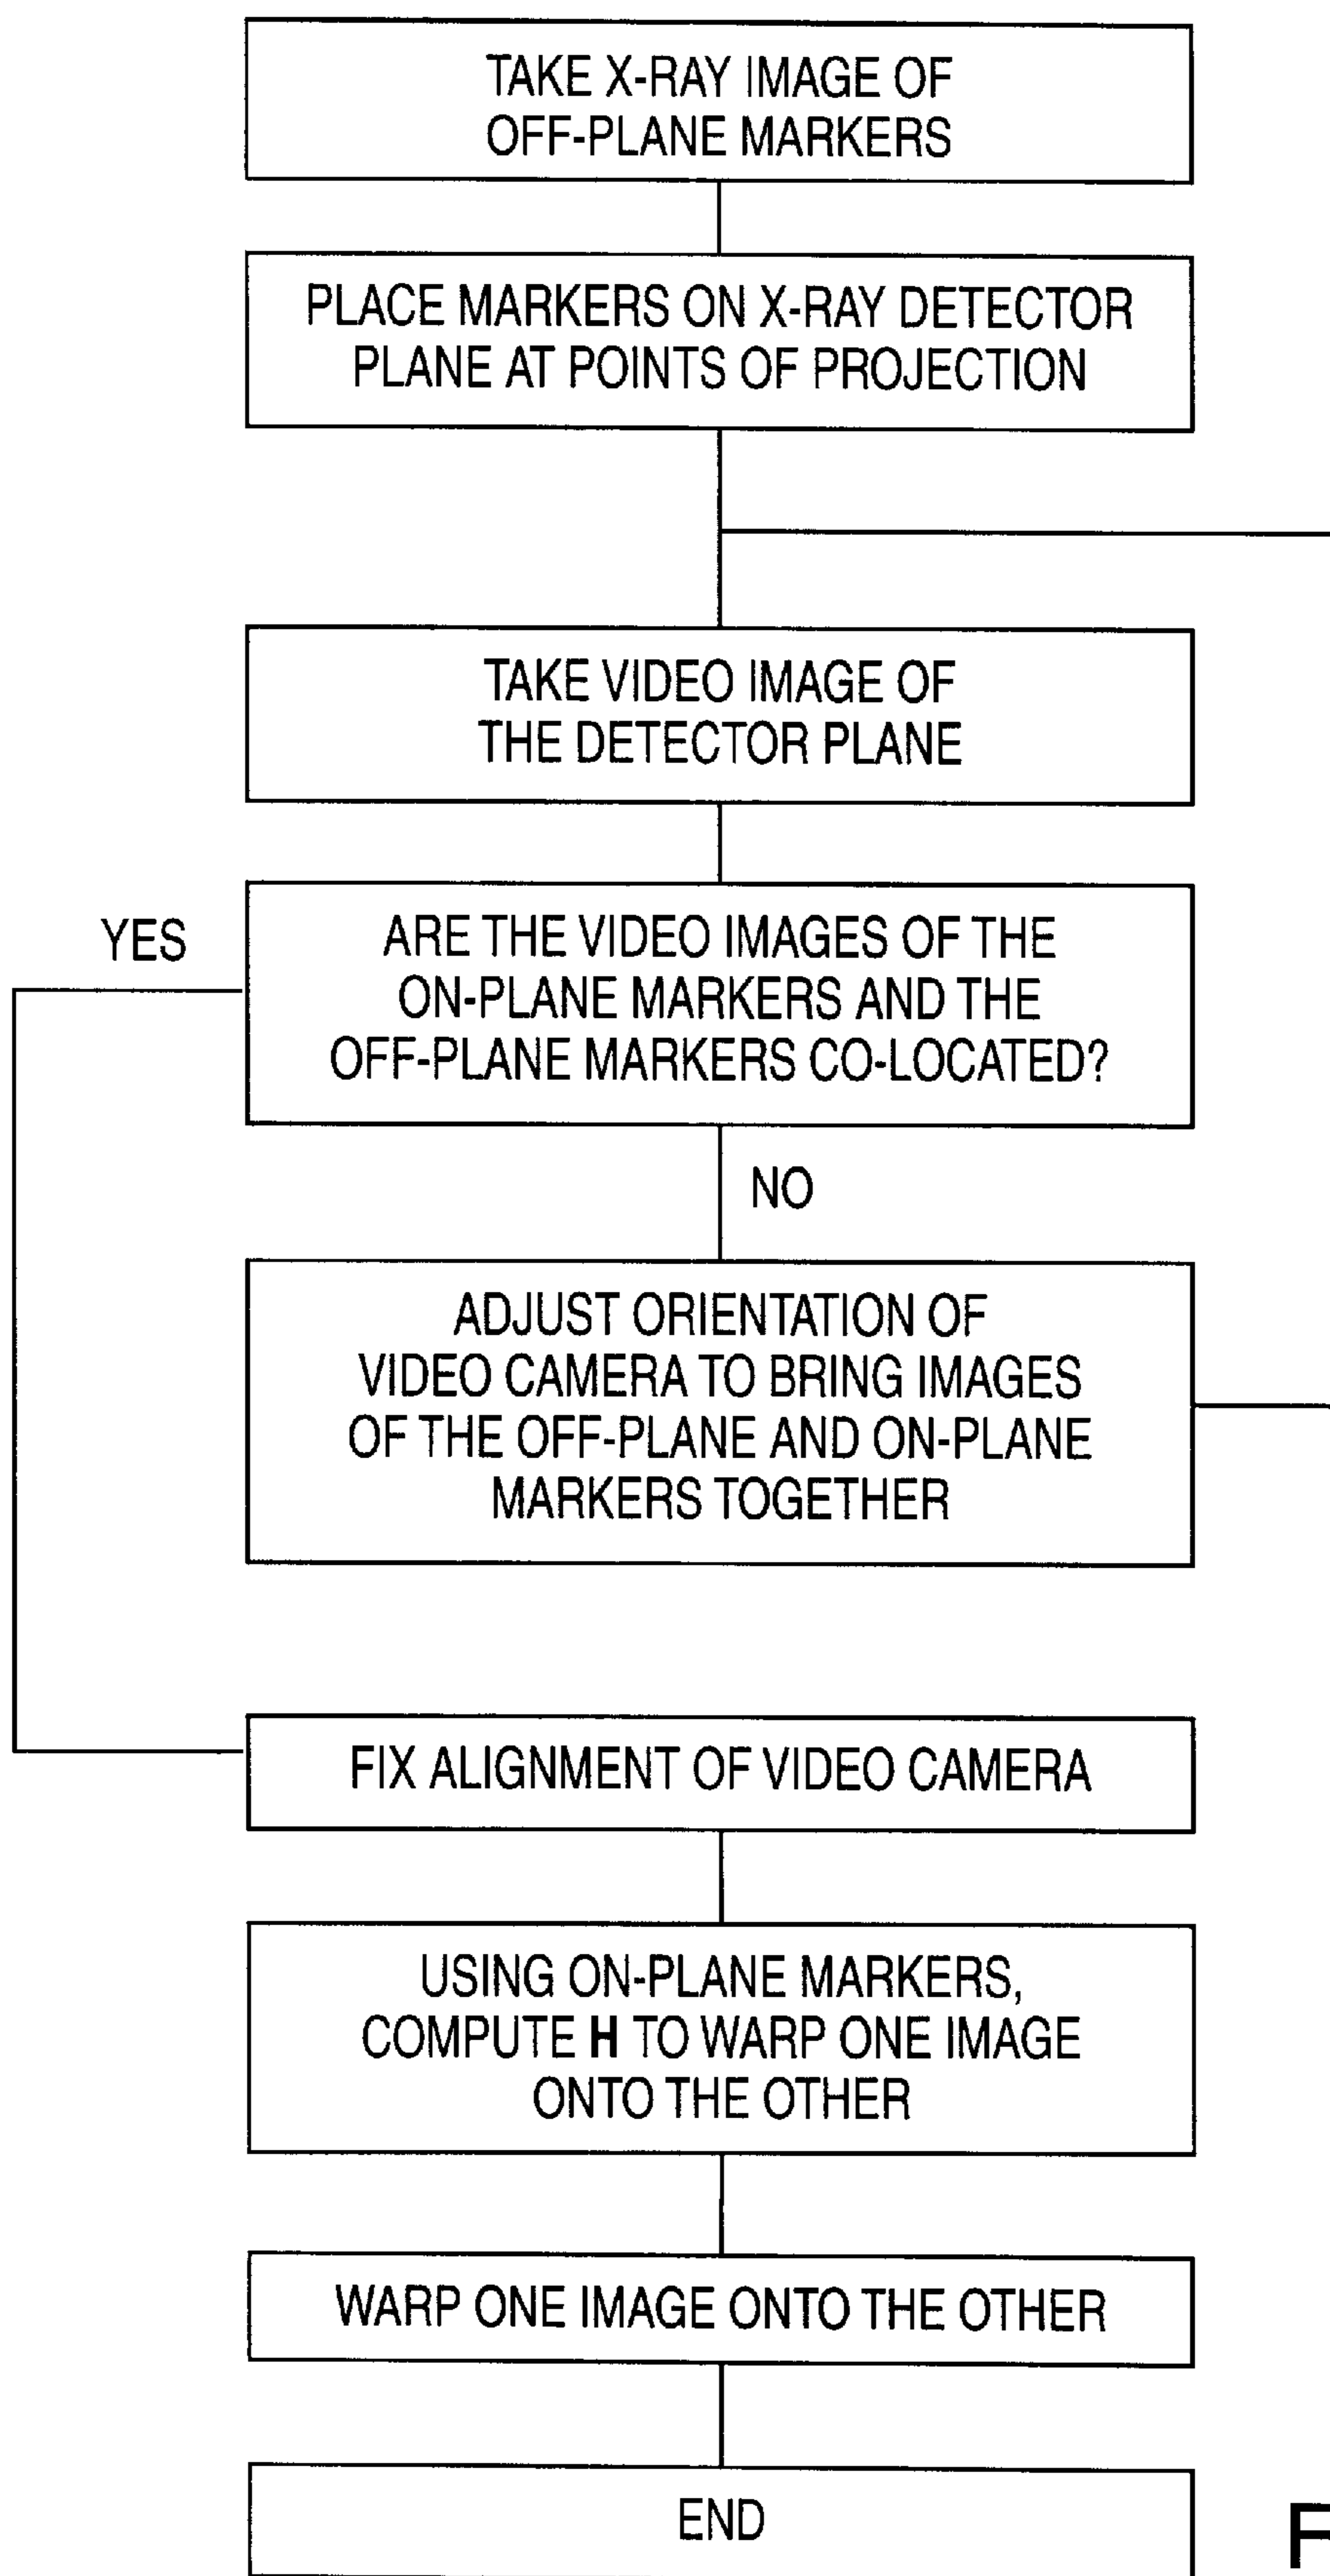 TAKE X-RAY IMAGE OF
OFF-PLANE MARKERS
PLACE MARKERS ON X-RAY DETECTOR
PLANE AT POINTS OF PROJECTION
TAKE VIDEO IMAGE OF
THE DETECTOR PLANE
YES
ARE THE VIDEO IMAGES OF THE
ON-PLANE MARKERS AND THE
OFF-PLANE MARKERS CO-LOCATED?
NO
ADJUST ORIENTATION OF
VIDEO CAMERA TO BRING IMAGES
OF THE OFF-PLANE AND ON-PLANE
MARKERS TOGETHER
FIX ALIGNMENT OF VIDEO CAMERA
USING ON-PLANE MARKERS,
COMPUTE H TO WARP ONE IMAGE
ONTO THE OTHER
WARP ONE IMAGE ONTO THE OTHER
END